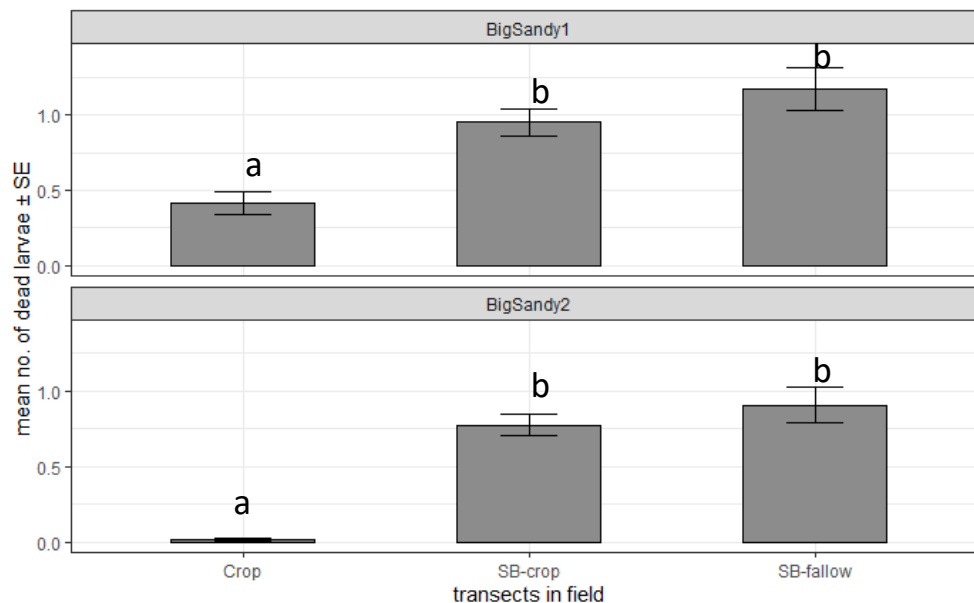 BigSandy1
b
b
a
1.0
0.5
0.0
mean no. of dead larvae ± SE
BigSandy2
b
b
a
1.0
0.5
0.0
Crop SB-crop SB-fallow
transects in field